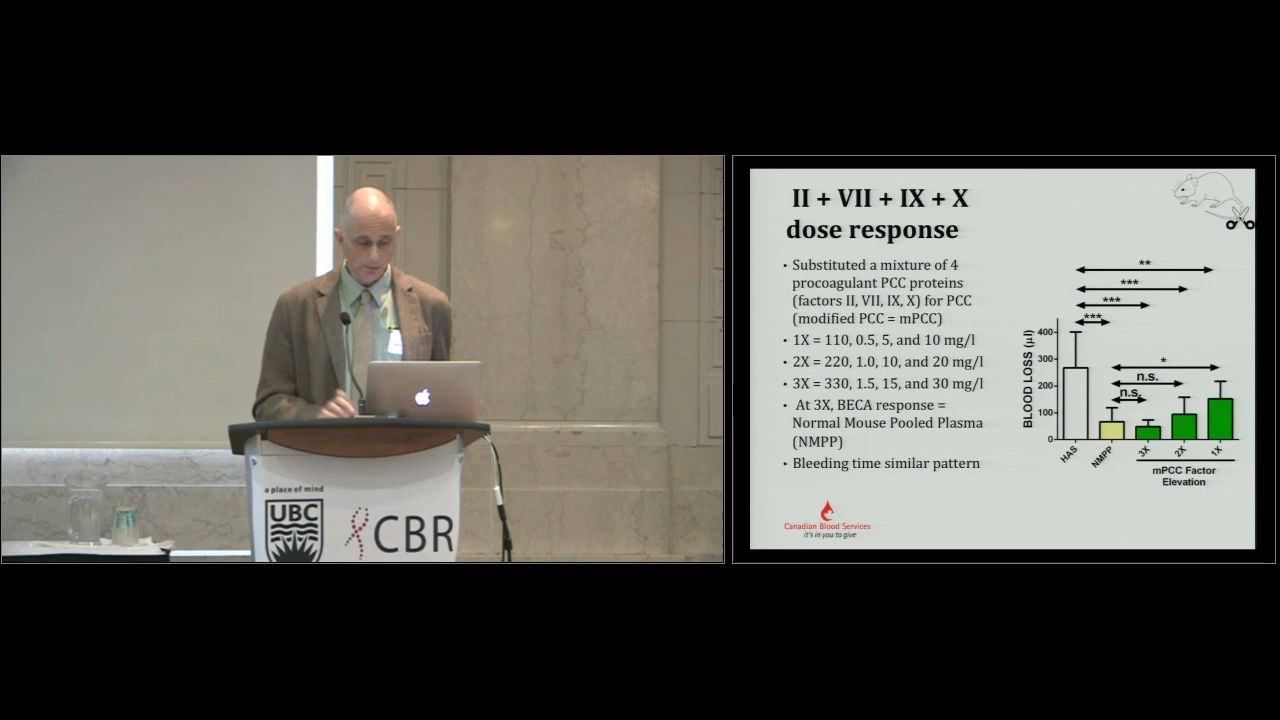 a place of mind
UBC
CBR
II + VII + IX + X
dose response
• Substituted a mixture of 4
procoagulant PCC proteins
(factors II, VII, IX, X) for PCC
(modified PCC = mPCC)
• 1X = 110, 0.5, 5, and 10 mg/l
• 2X = 220, 1.0, 10, and 20 mg/l
• 3X = 330, 1.5, 15, and 30 mg/l
• At 3X, BECA response =
Normal Mouse Pooled Plasma
(NMPP)
• Bleeding time similar pattern
Canadian Blood Services
it's in you to give
**
***
***
***
*
n.s.
n.s.
BLOOD LOSS (µl)
400
300
200
100
0
HAS
NMPP
3X
2X
1X
mPCC Factor
Elevation